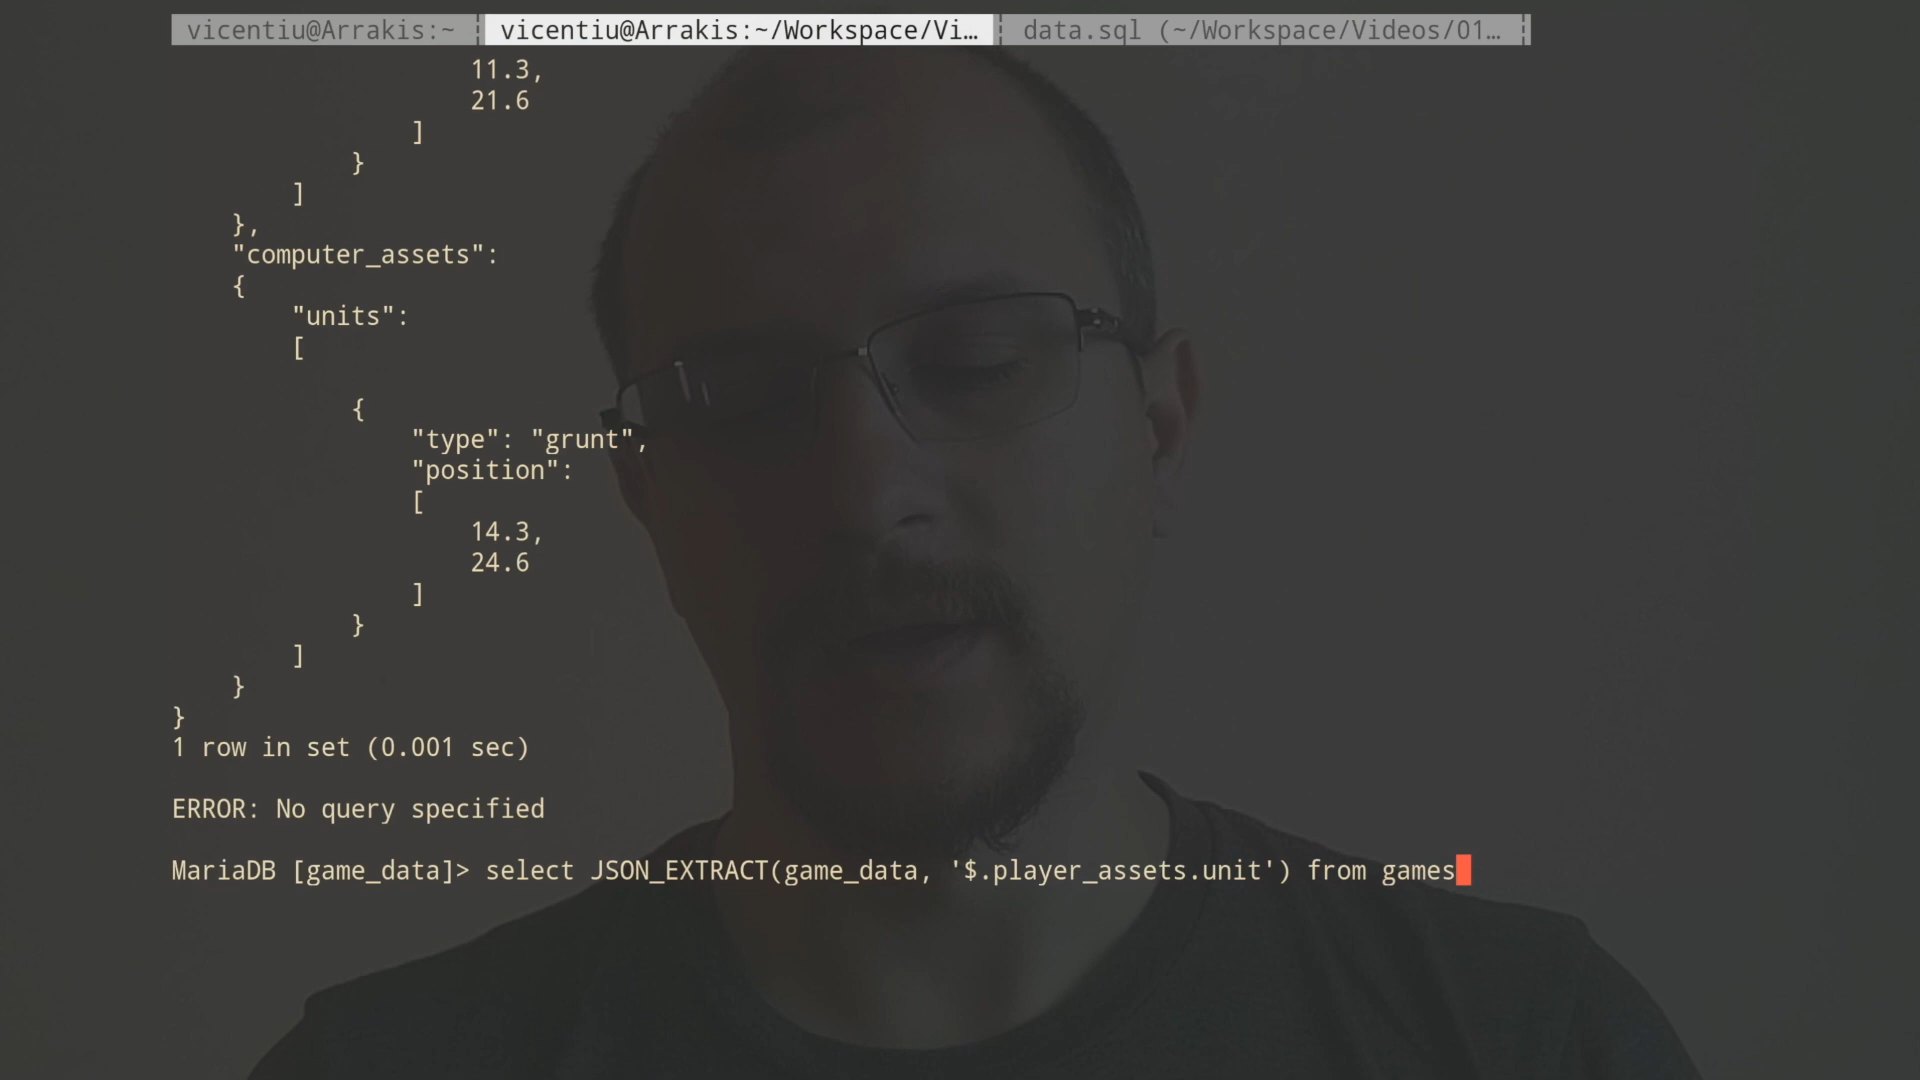 vicentiu@Arrakis:~ vicentiu@Arrakis:~/Workspace/Vi… data.sql (~/Workspace/Videos/01…
11.3,
21.6
]
}
]
},
"computer_assets":
{
"units":
[
{
"type": "grunt",
"position":
[
14.3,
24.6
]
}
]
}
}
1 row in set (0.001 sec)
ERROR: No query specified
MariaDB [game_data]> select JSON_EXTRACT(game_data, '$.player_assets.unit') from games